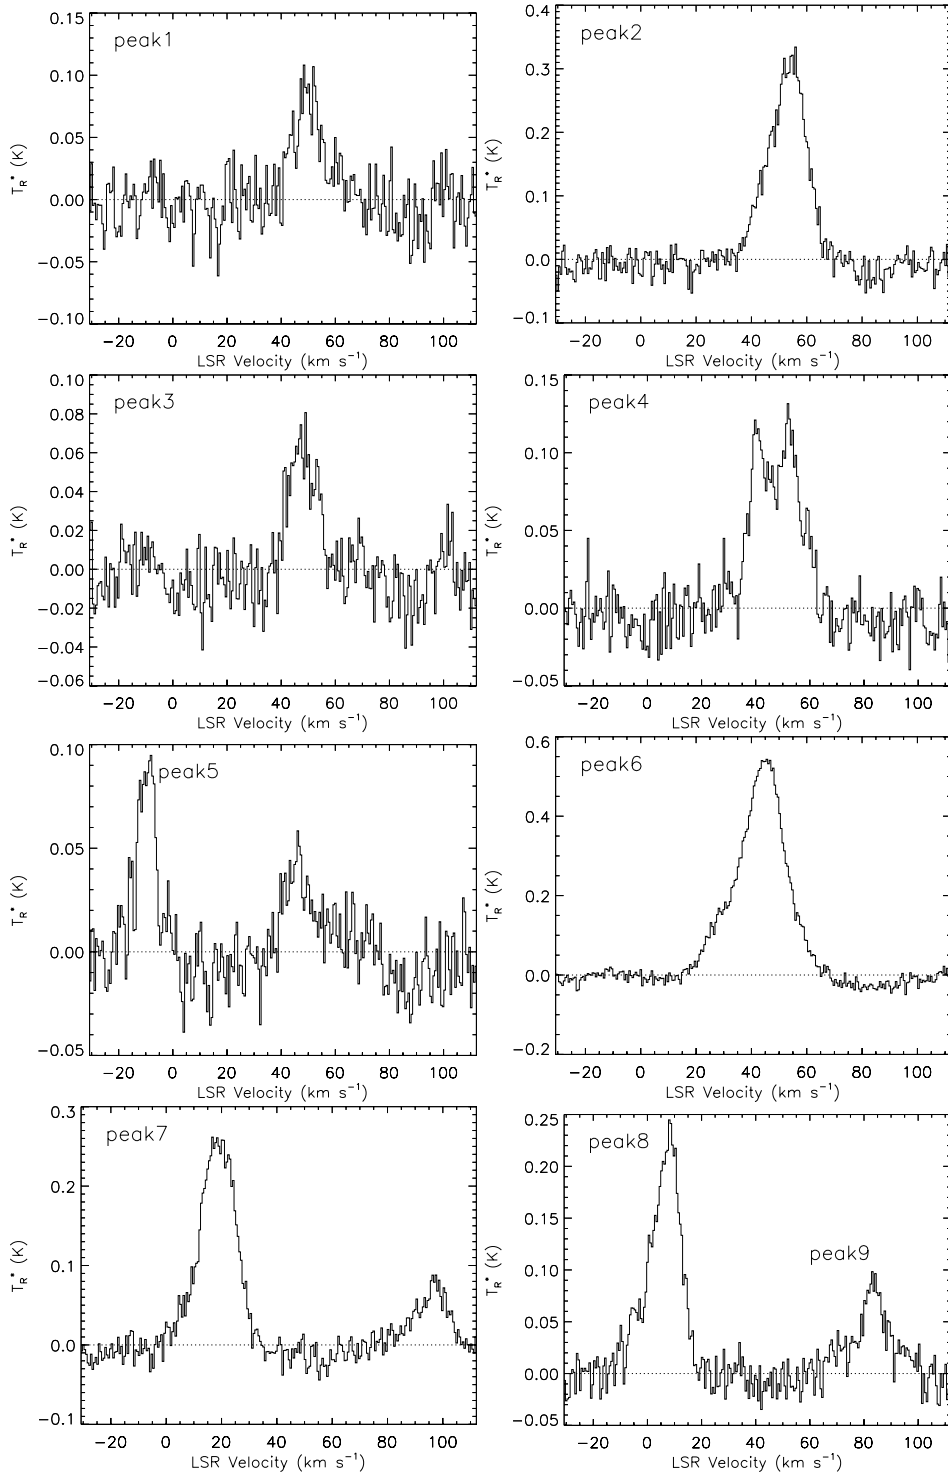 peak1
0.15
0.10
0.05
0.00
−0.05
−0.10
T_R* (K)
−20 0 20 40 60 80 100
LSR Velocity (km s⁻¹)
peak2
0.4
0.3
0.2
0.1
0.0
−0.1
T_R* (K)
−20 0 20 40 60 80 100
LSR Velocity (km s⁻¹)
peak3
0.10
0.08
0.06
0.04
0.02
0.00
−0.02
−0.04
−0.06
T_R* (K)
−20 0 20 40 60 80 100
LSR Velocity (km s⁻¹)
peak4
0.15
0.10
0.05
0.00
−0.05
T_R* (K)
−20 0 20 40 60 80 100
LSR Velocity (km s⁻¹)
peak5
0.10
0.05
0.00
−0.05
T_R* (K)
−20 0 20 40 60 80 100
LSR Velocity (km s⁻¹)
peak6
0.6
0.4
0.2
0.0
−0.2
T_R* (K)
−20 0 20 40 60 80 100
LSR Velocity (km s⁻¹)
peak7
0.3
0.2
0.1
0.0
−0.1
T_R* (K)
−20 0 20 40 60 80 100
LSR Velocity (km s⁻¹)
peak8
peak9
0.25
0.20
0.15
0.10
0.05
0.00
−0.05
T_R* (K)
−20 0 20 40 60 80 100
LSR Velocity (km s⁻¹)